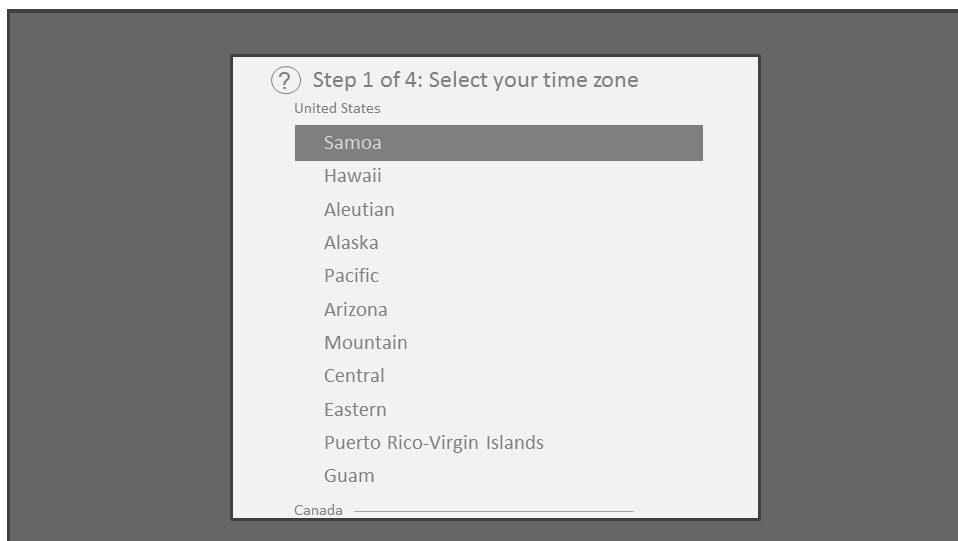 ? Step 1 of 4: Select your time zone
United States
Samoa
Hawaii
Aleutian
Alaska
Pacific
Arizona
Mountain
Central
Eastern
Puerto Rico-Virgin Islands
Guam
Canada